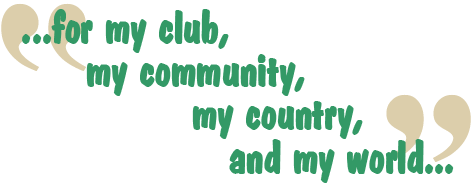 ...for my club,
my community,
my country,
and my world...